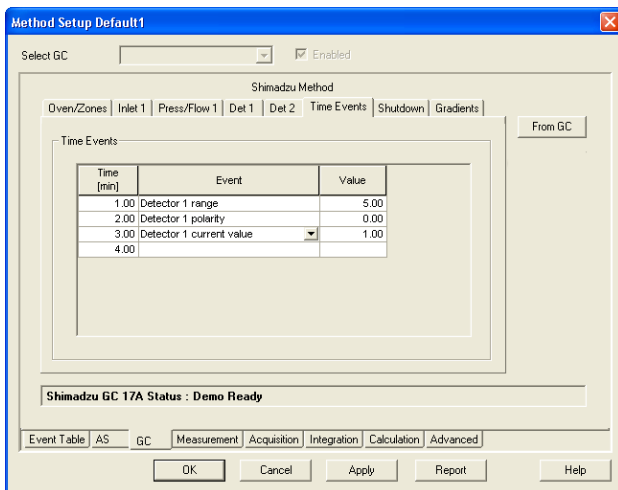 Method Setup Default1
Select GC
Enabled
Shimadzu Method
Oven/Zones Inlet 1 Press/Flow 1 Det 1 Det 2 Time Events Shutdown Gradients
From GC
Time Events
Time [min] Event Value
1.00 Detector 1 range 5.00
2.00 Detector 1 polarity 0.00
3.00 Detector 1 current value 1.00
4.00
Shimadzu GC 17A Status : Demo Ready
Event Table AS GC Measurement Acquisition Integration Calculation Advanced
OK Cancel Apply Report Help